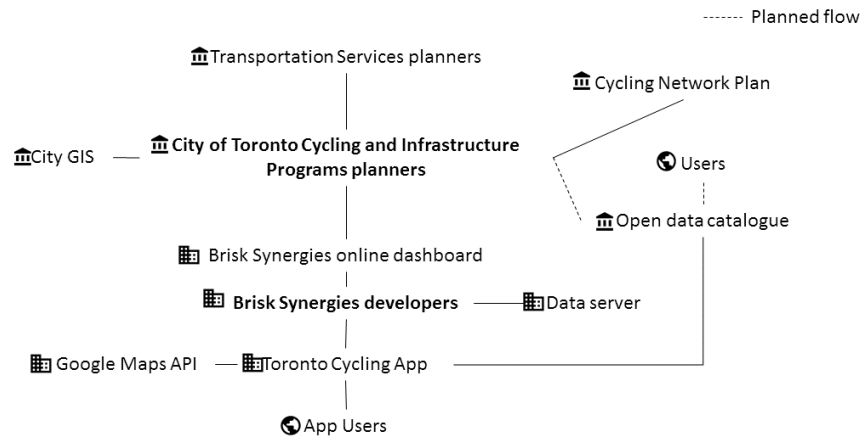 Planned flow
Transportation Services planners
Cycling Network Plan
City of Toronto Cycling and Infrastructure
Programs planners
City GIS
Users
Open data catalogue
Brisk Synergies online dashboard
Brisk Synergies developers
Data server
Google Maps API
Toronto Cycling App
App Users